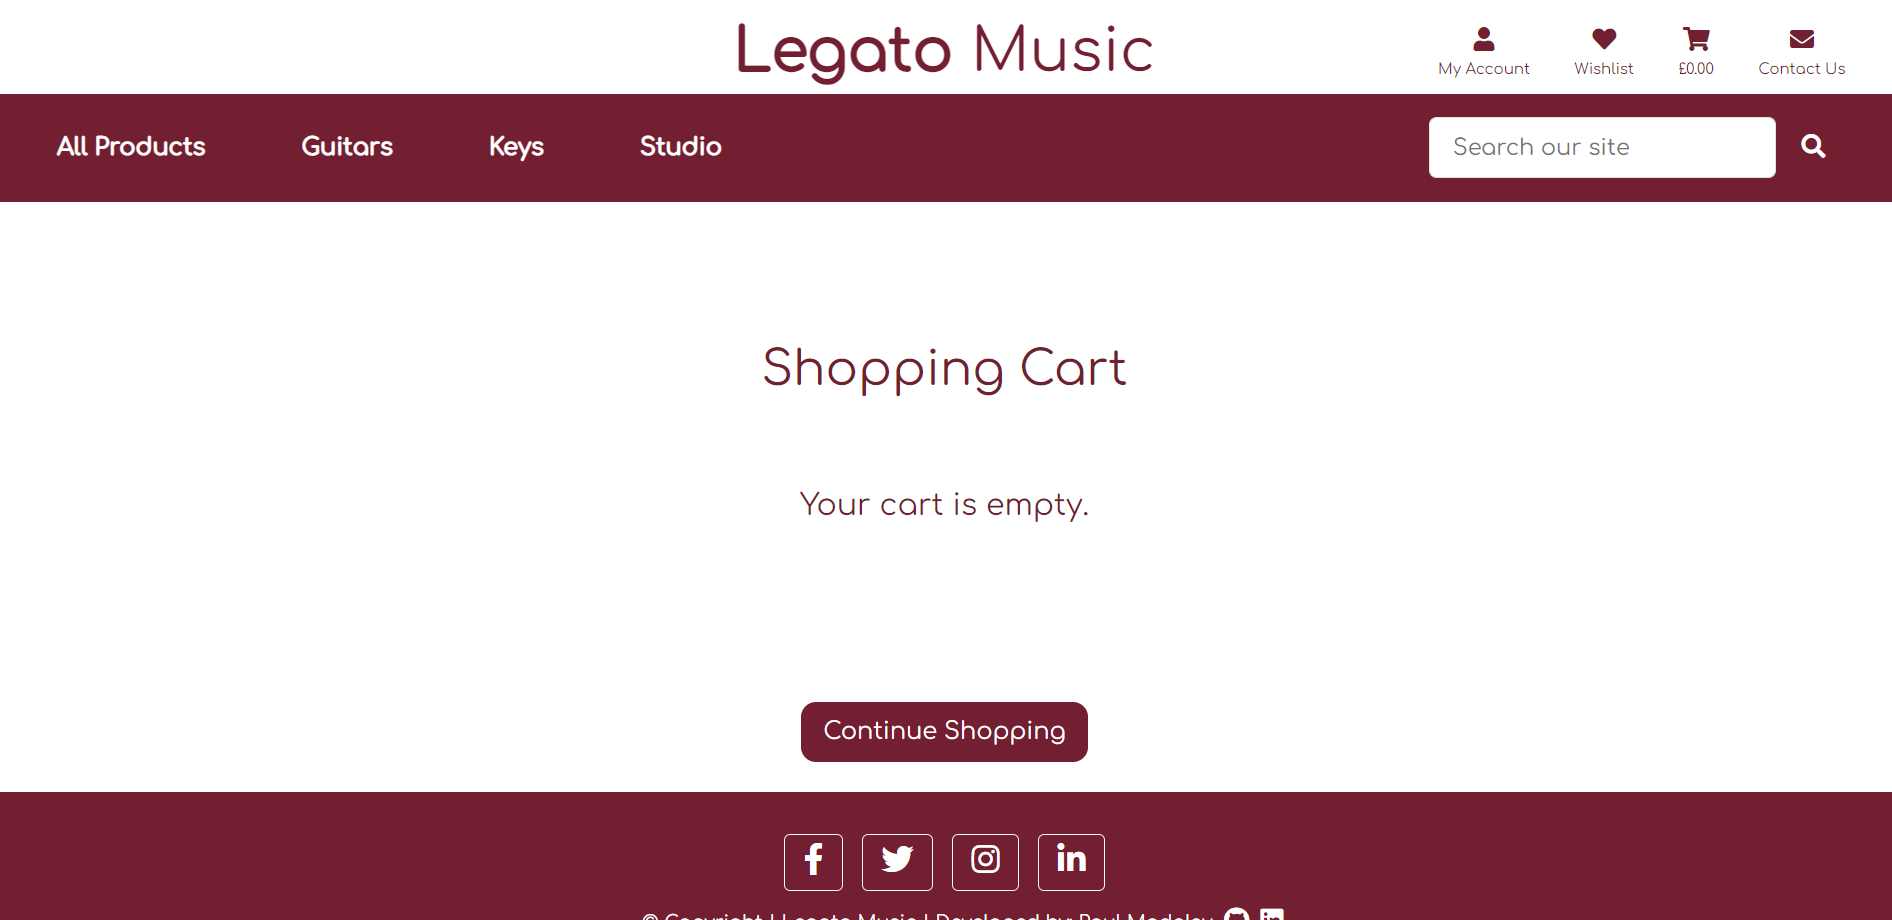 Legato Music
My Account Wishlist £0.00 Contact Us
All Products Guitars Keys Studio Search our site
Shopping Cart
Your cart is empty.
Continue Shopping
© Copyright | Legato Music | Developed by: Paul